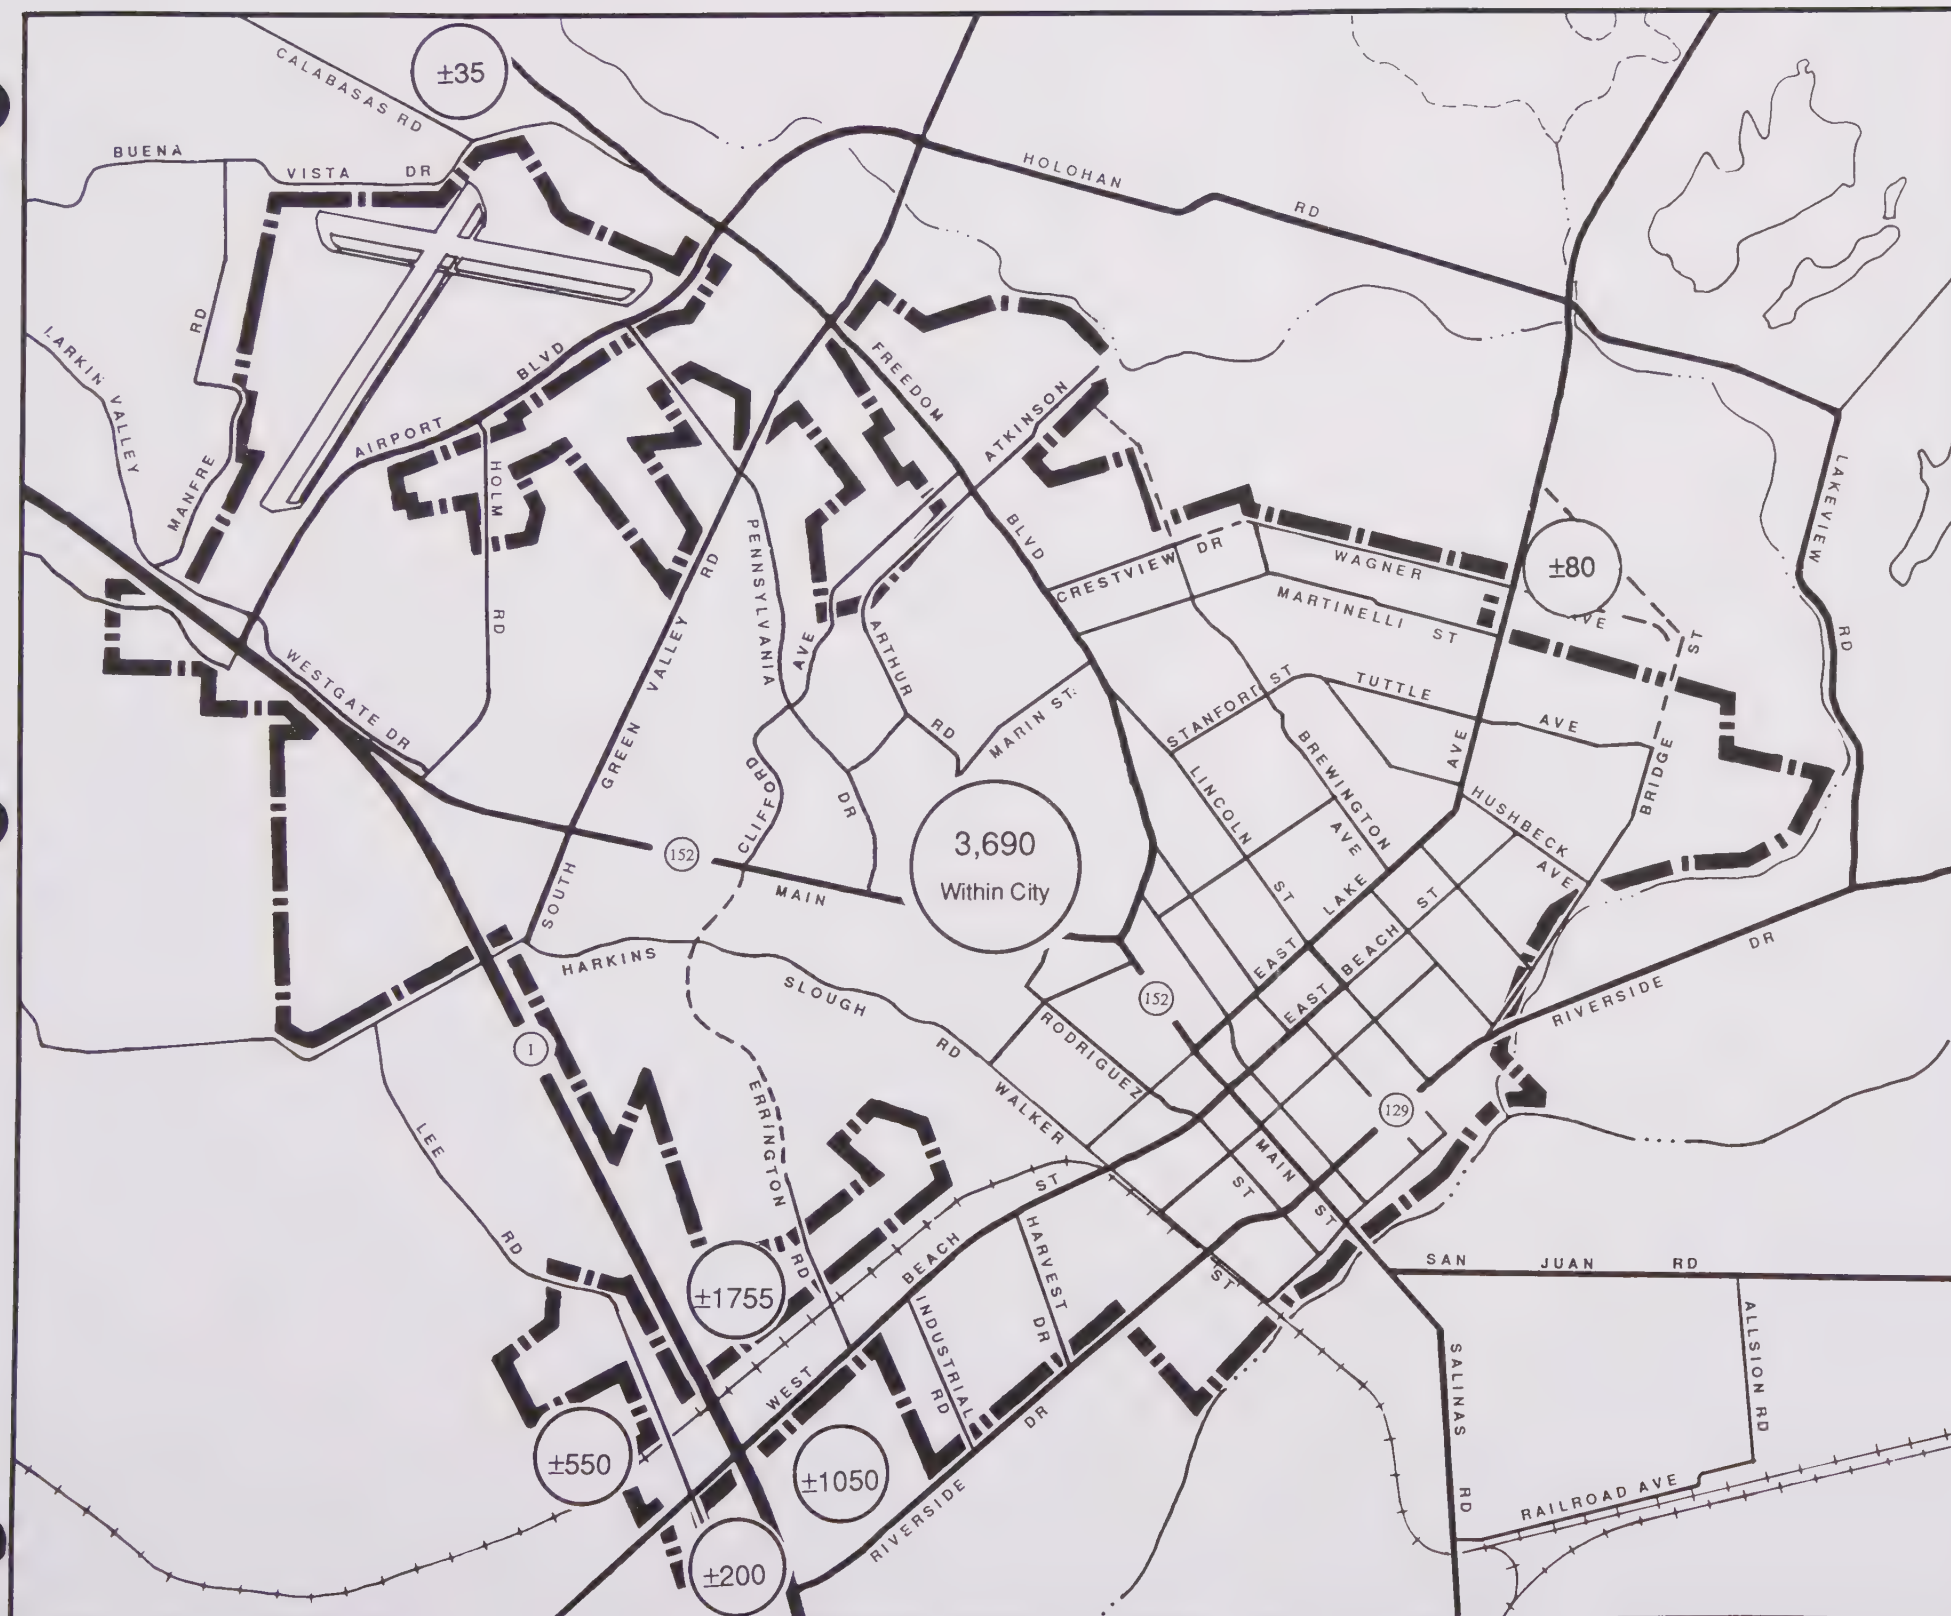 CALABASAS RD
±35
BUENA VISTA DR
HOLOHAN RD
RD
LARKIN VALLEY
MANFRE
AIRPORT BLVD
HOLM RD
FREEDOM BLVD
ATKINSON
PENNSYLVANIA
CRESTVIEW DR
WAGNER
AVE
±80
MARTINELLI ST
LAKEVIEW RD
WESTGATE DR
GREEN VALLEY RD
SOUTH
AVE
ARTHUR RD
MARIN ST.
STANFORD ST
TUTTLE AVE
BRIDGE ST
CLIFFORD
DR
3,690
Within City
LINCOLN ST
BREWINGTON AVE
HUSHBECK AVE
EAST LAKE AVE
EAST BEACH ST
152
MAIN
152
HARKINS SLOUGH RD
1
RODRIGUEZ ST
WALKER ST
MAIN ST
129
RIVERSIDE DR
LEE RD
ERRINGTON RD
±1755
WEST BEACH ST
HARVEST DR
INDUSTRIAL RD
SAN JUAN RD
ALLSION RD
SALINAS RD
RAILROAD AVE
±550
±1050
±200
RIVERSIDE DR